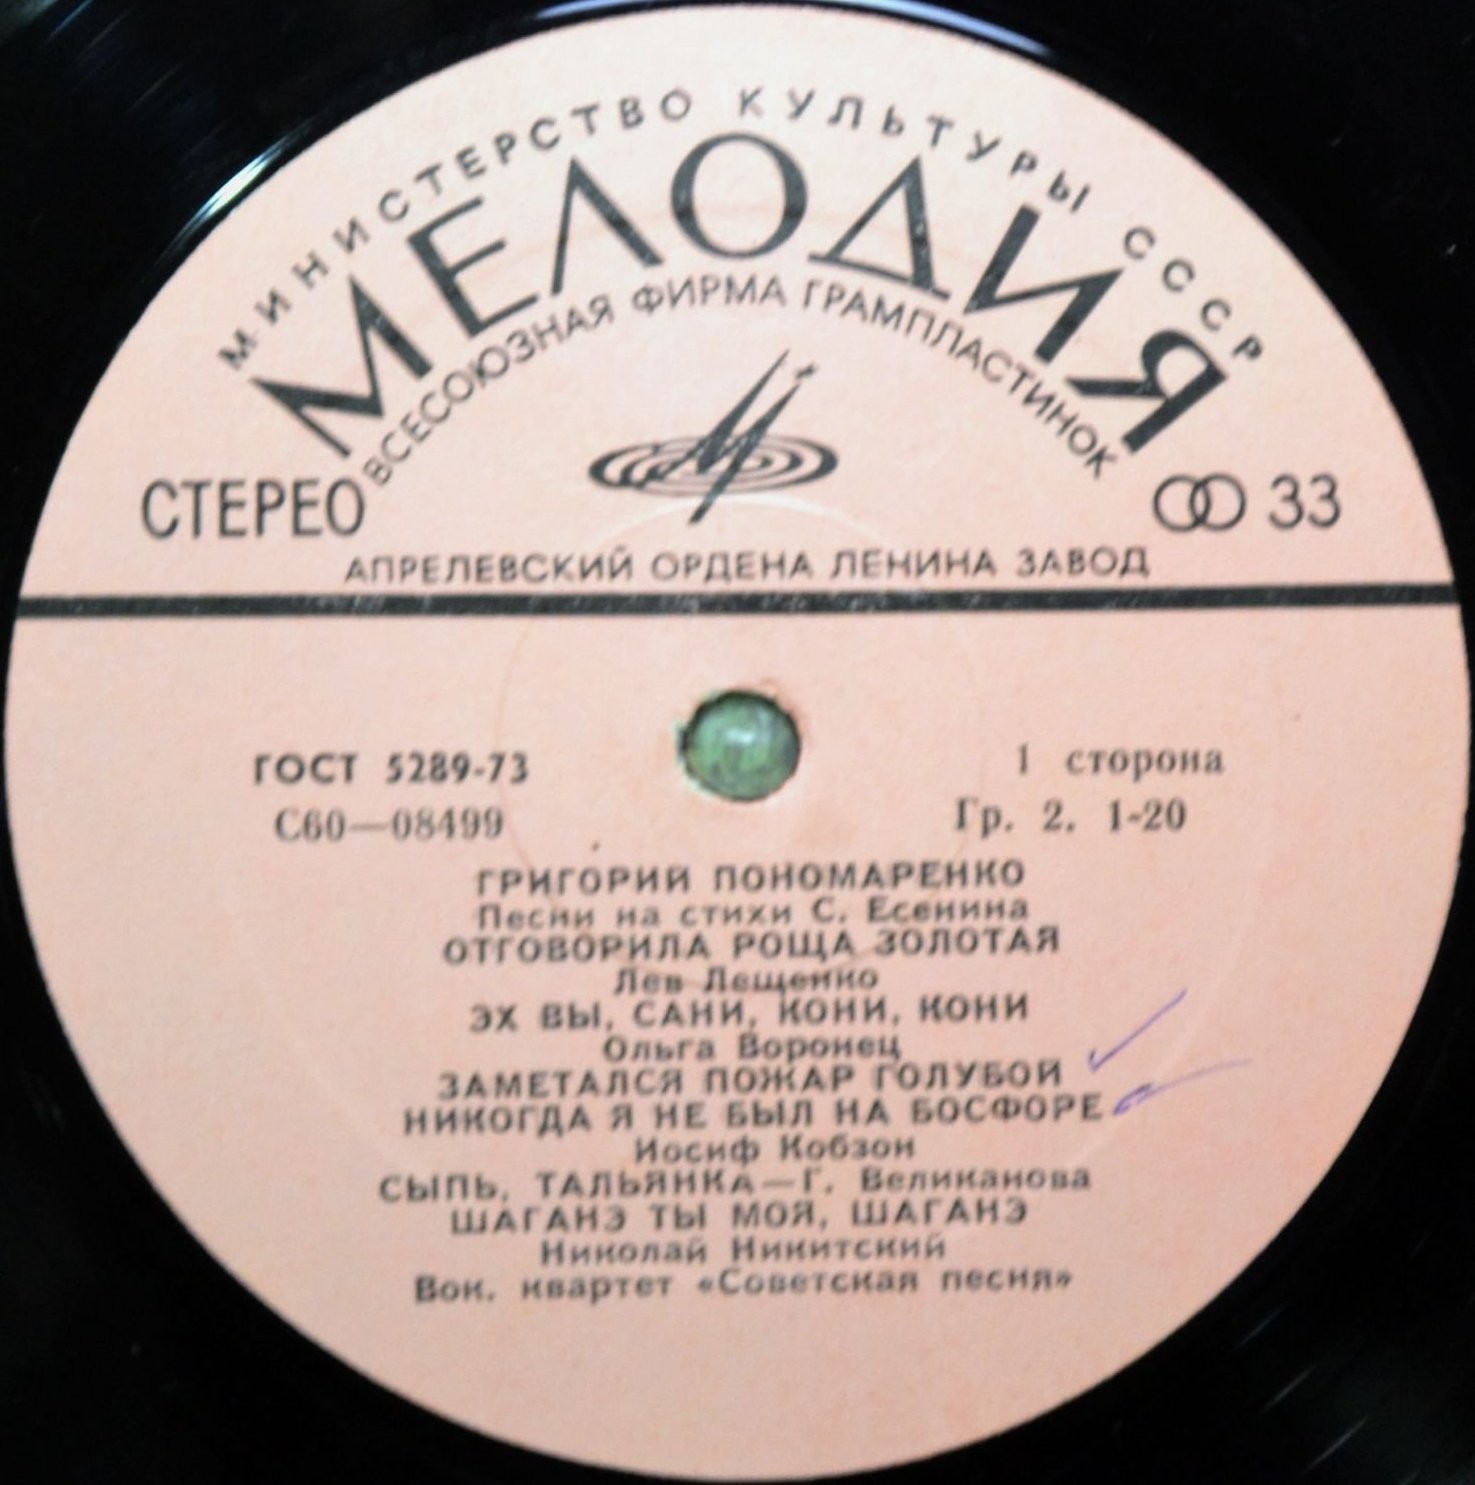 МИНИСТЕРСТВО КУЛЬТУРЫ СССР
МЕЛОДИЯ
ВСЕСОЮЗНАЯ ФИРМА ГРАМПЛАСТИНОК
СТЕРЕО
33
АПРЕЛЕВСКИЙ ОРДЕНА ЛЕНИНА ЗАВОД
ГОСТ 5289-73
1 сторона
С60—08499
Гр. 2. 1-20
ГРИГОРИЙ ПОНОМАРЕНКО
Песни на стихи С. Есенина
ОТГОВОРИЛА РОЩА ЗОЛОТАЯ
Лев Лещенко
ЭХ ВЫ, САНИ, КОНИ, КОНИ
Ольга Воронец
ЗАМЕТАЛСЯ ПОЖАР ГОЛУБОЙ
НИКОГДА Я НЕ БЫЛ НА БОСФОРЕ
Иосиф Кобзон
СЫПЬ, ТАЛЬЯНКА—Г. Великанова
ШАГАНЭ ТЫ МОЯ, ШАГАНЭ
Николай Никитский
Вок. квартет «Советская песня»